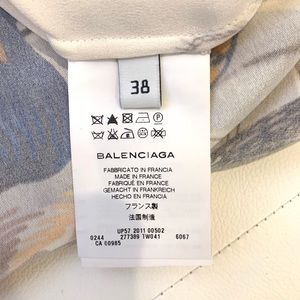 38
BALENCIAGA
FABBRICATO IN FRANCIA
MADE IN FRANCE
FABRIQUÉ EN FRANCE
GEMACHT IN FRANKREICH
HECHO EN FRANCIA
フランス製
法国制造
UP57 2011 00502
0244 277389 TW041 6067
CA 00985